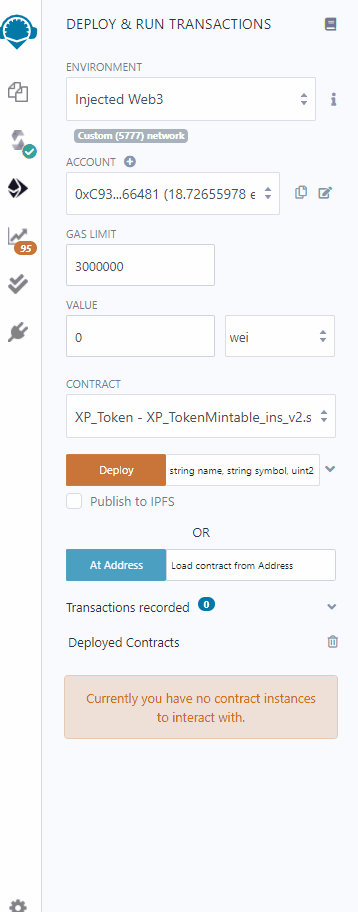 DEPLOY & RUN TRANSACTIONS
ENVIRONMENT
Injected Web3
Custom (5777) network
ACCOUNT
0xC93...66481 (18.72655978 e
GAS LIMIT
3000000
95
VALUE
0
wei
CONTRACT
XP_Token - XP_TokenMintable_ins_v2.s
Deploy
string name, string symbol, uint2
Publish to IPFS
OR
At Address
Load contract from Address
Transactions recorded 0
Deployed Contracts
Currently you have no contract instances
to interact with.